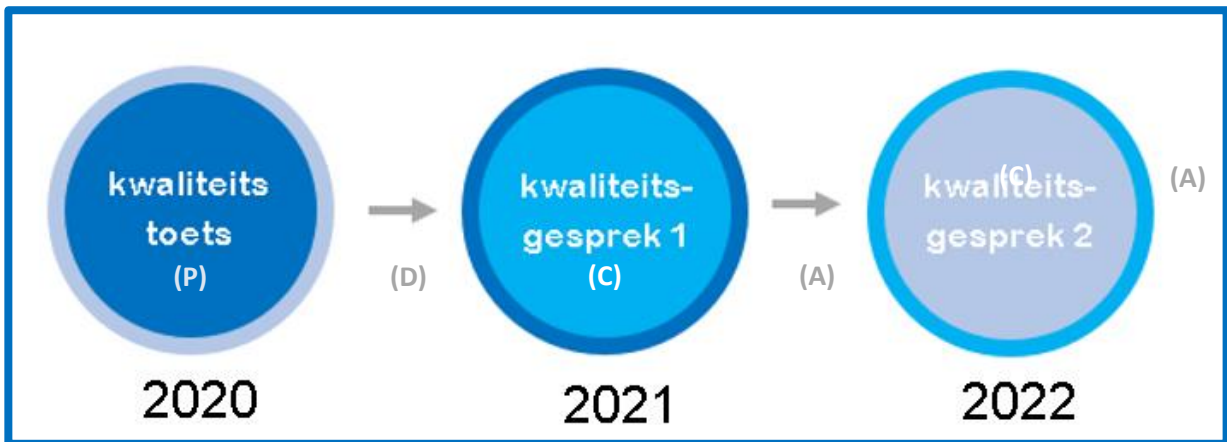 kwaliteits
toets
(P)
(D)
kwaliteits-
gesprek 1
(C)
(A)
(C)
kwaliteits-
gesprek 2
(A)
2020
2021
2022